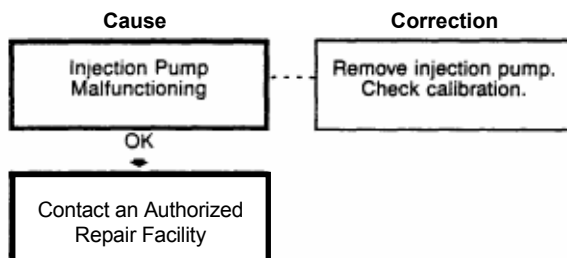 Cause
Correction
Injection Pump
Malfunctioning
Remove injection pump.
Check calibration.
OK
Contact an Authorized
Repair Facility